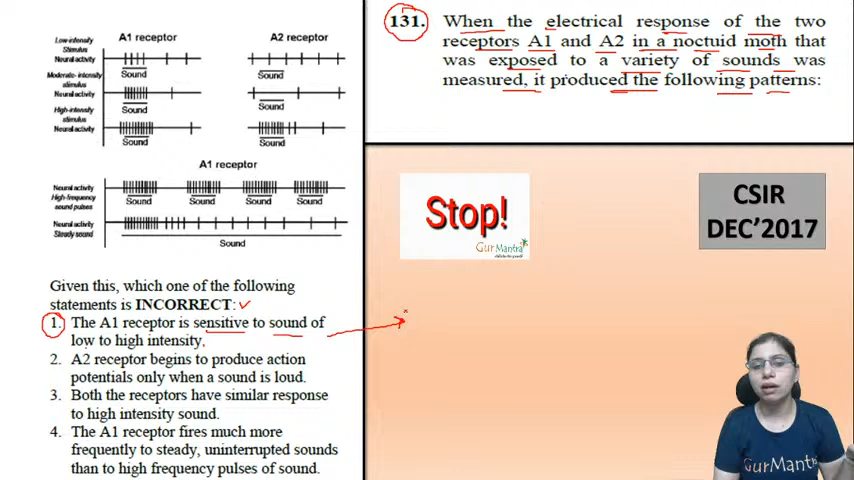 A1 receptor
A2 receptor
Low-intensity
Stimulus
Neural activity
Sound
Sound
Moderate-intensity
stimulus
Neural activity
Sound
Sound
High-intensity
stimulus
Neural activity
Sound
Sound
A1 receptor
Neural activity
High-frequency
sound pulses
Sound
Sound
Sound
Sound
Neural activity
Steady sound
Sound
Given this, which one of the following
statements is INCORRECT:
1. The A1 receptor is sensitive to sound of
low to high intensity.
2. A2 receptor begins to produce action
potentials only when a sound is loud.
3. Both the receptors have similar response
to high intensity sound.
4. The A1 receptor fires much more
frequently to steady, uninterrupted sounds
than to high frequency pulses of sound.
131. When the electrical response of the two
receptors A1 and A2 in a noctuid moth that
was exposed to a variety of sounds was
measured, it produced the following patterns:
Stop!
GurMantra
CSIR
DEC'2017
GurMantra